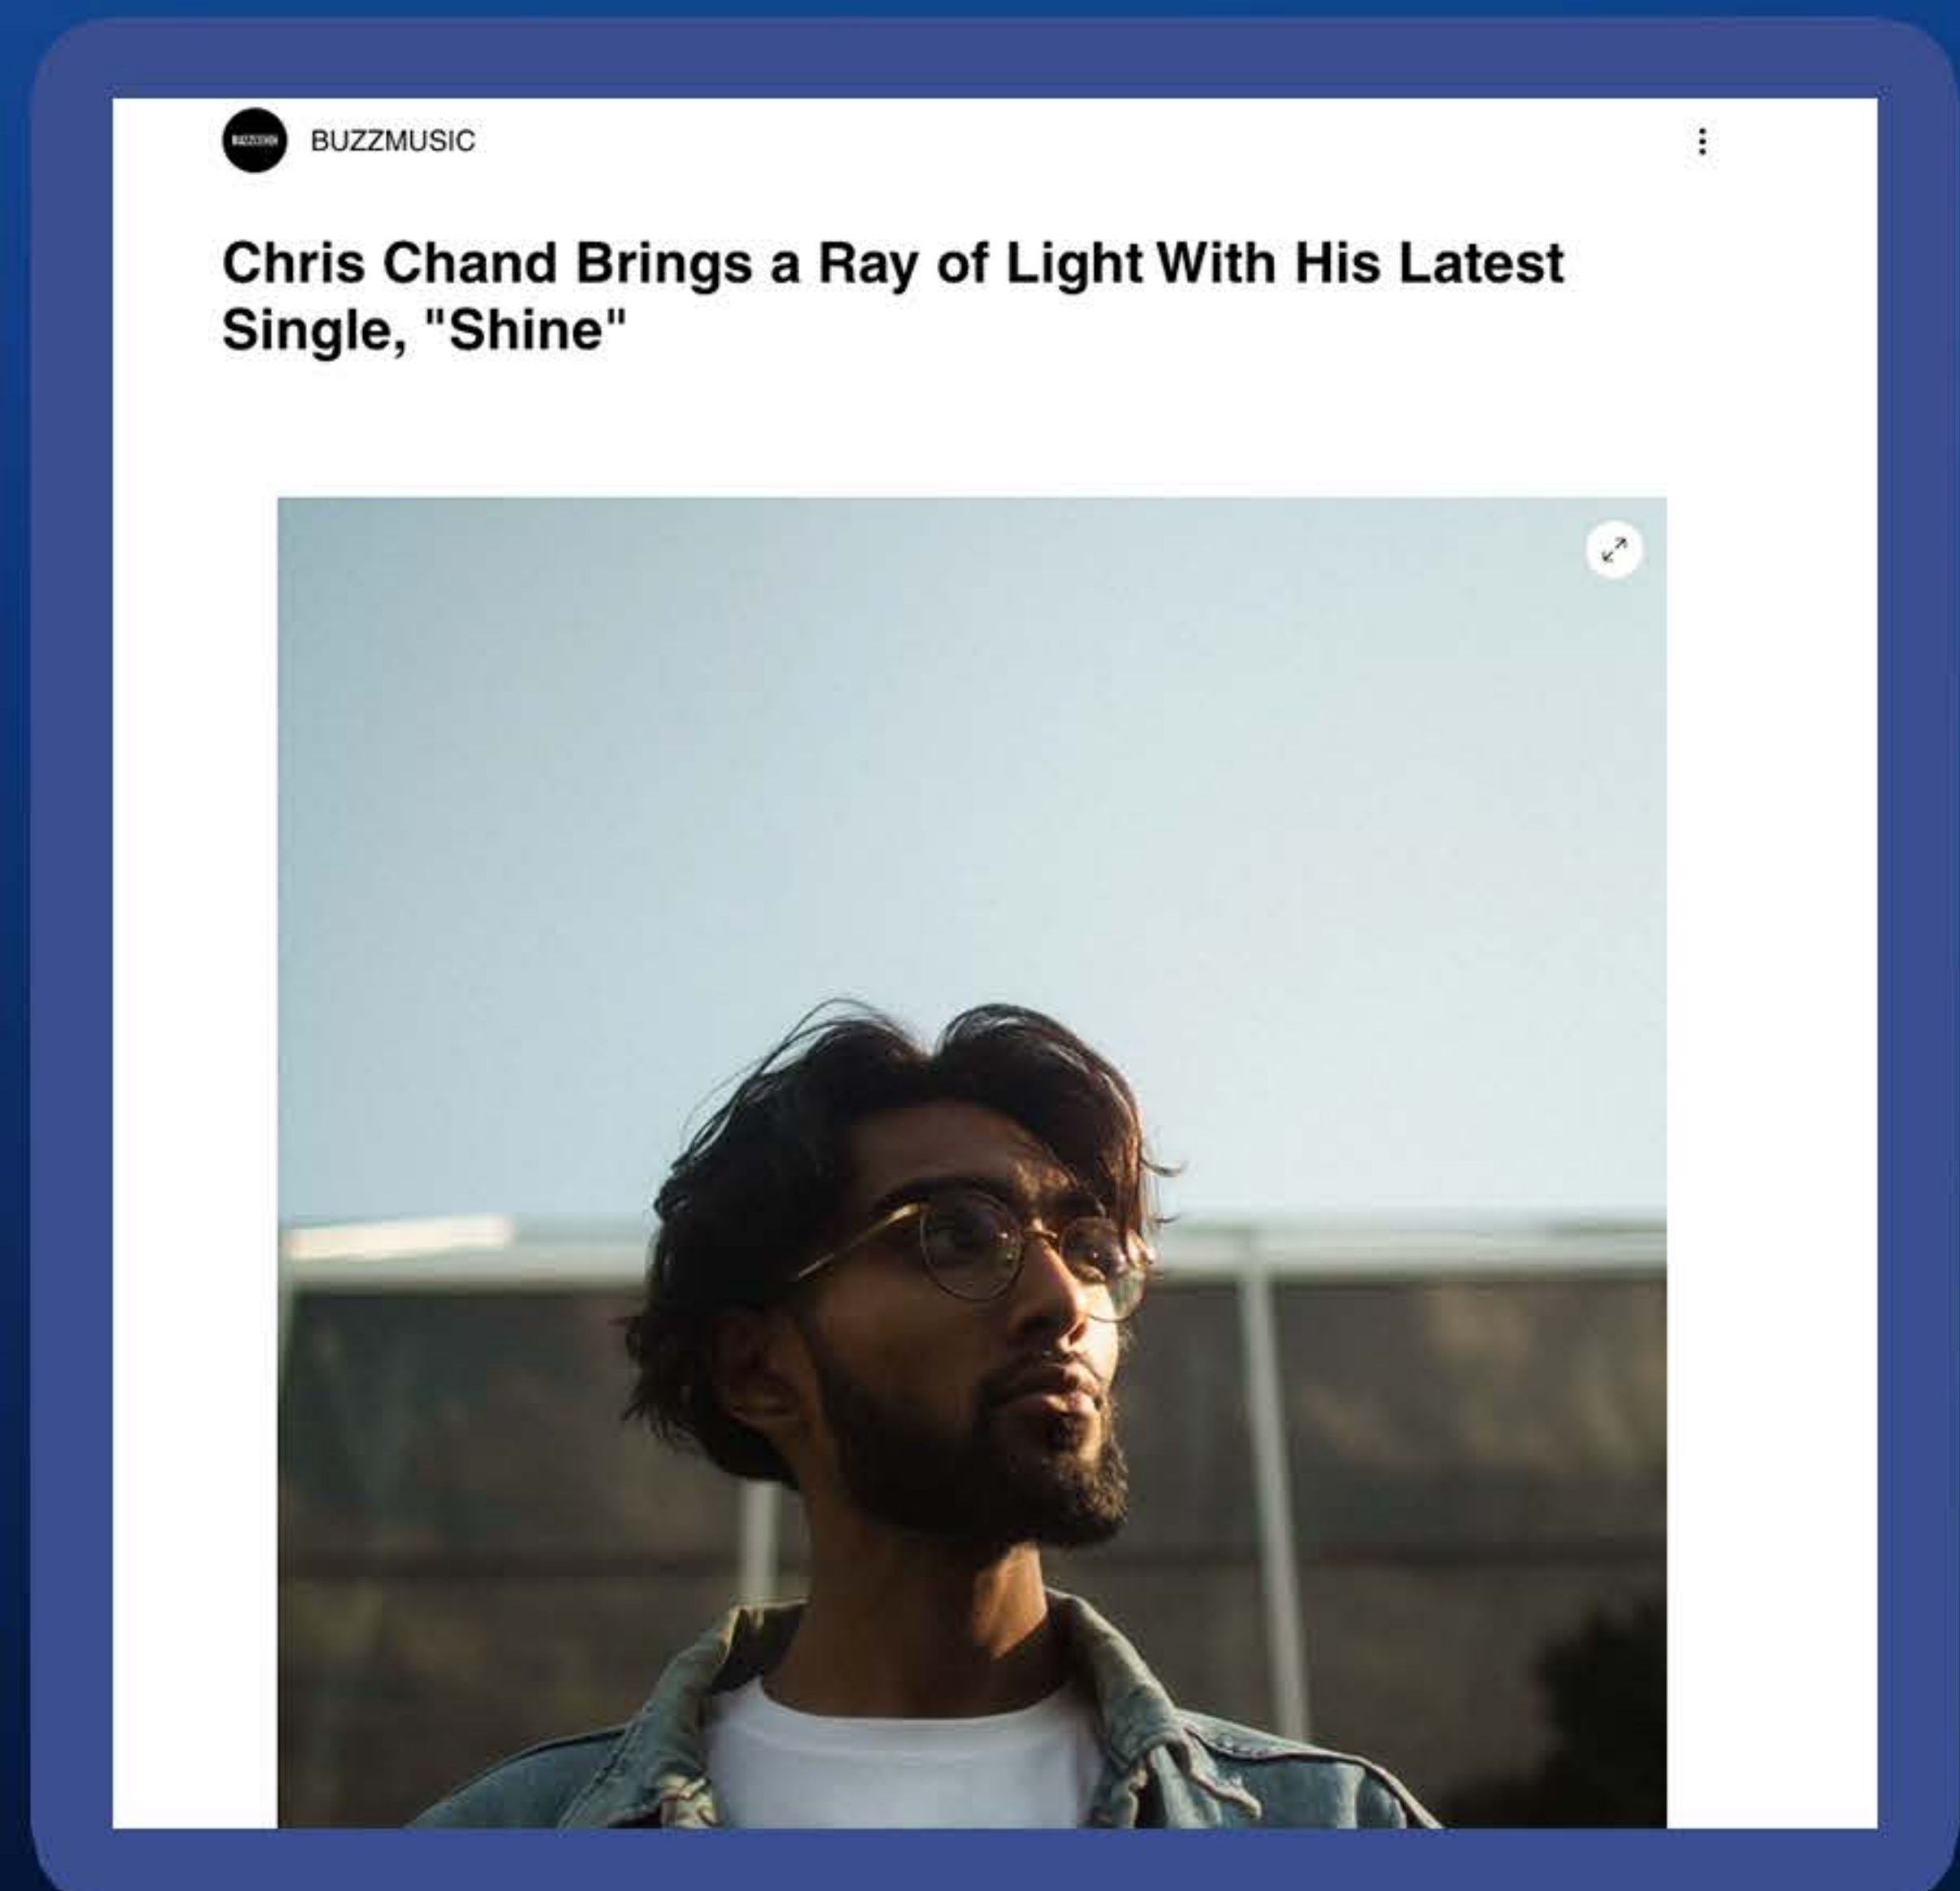 BUZZMUSIC
Chris Chand Brings a Ray of Light With His Latest
Single, "Shine"